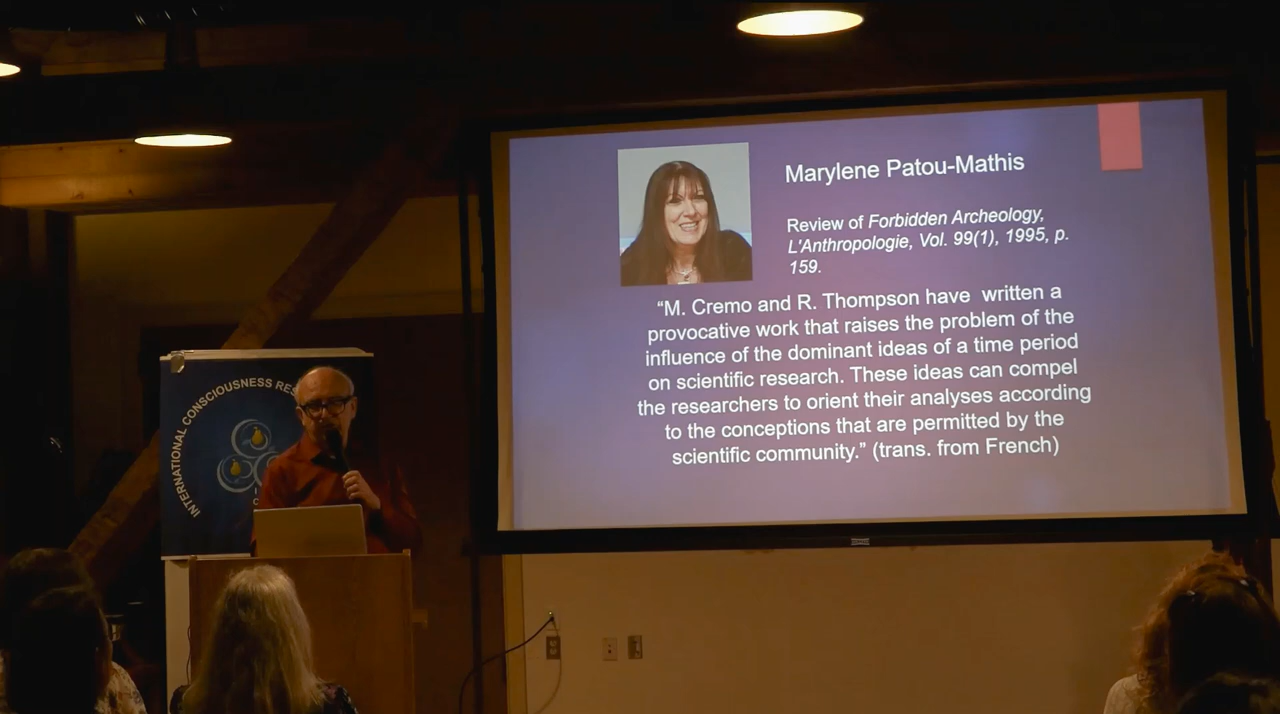 Marylene Patou-Mathis
Review of Forbidden Archeology,
L'Anthropologie, Vol. 99(1), 1995, p.
159.
“M. Cremo and R. Thompson have written a
provocative work that raises the problem of the
influence of the dominant ideas of a time period
on scientific research. These ideas can compel
the researchers to orient their analyses according
to the conceptions that are permitted by the
scientific community.” (trans. from French)
INTERNATIONAL CONSCIOUSNESS